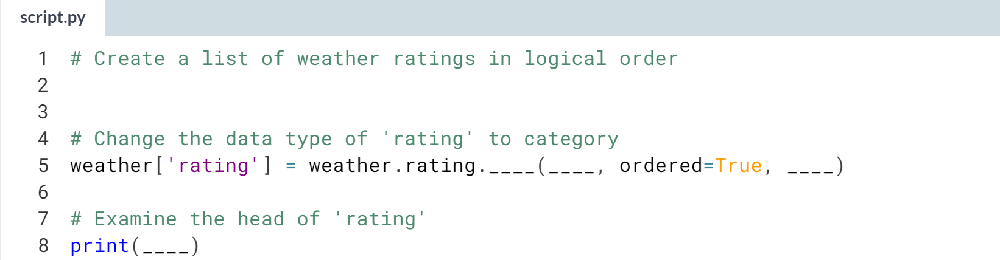 script.py
1 # Create a list of weather ratings in logical order
2
3
4 # Change the data type of 'rating' to category
5 weather['rating'] = weather.rating.____(____, ordered=True, ____)
6
7 # Examine the head of 'rating'
8 print(____)